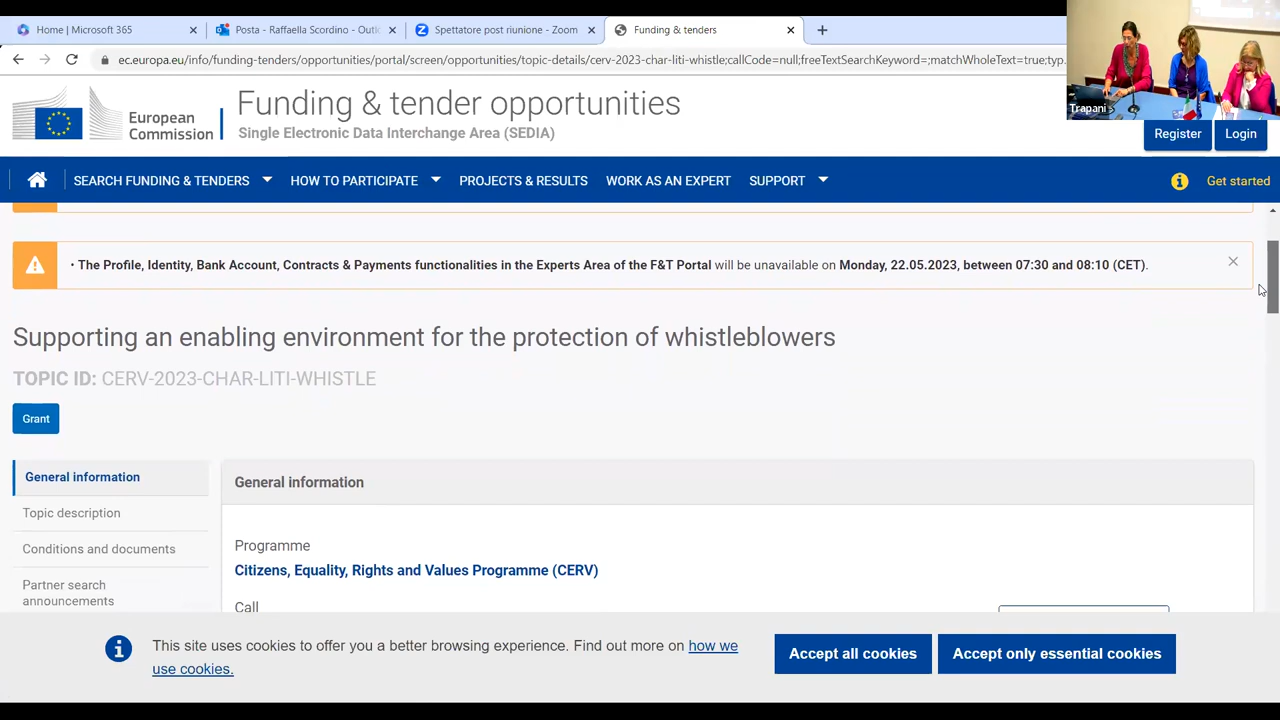 Home | Microsoft 365
Posta - Raffaella Scordino - Outl
Spettatore post riunione - Zoom
Funding & tenders
ec.europa.eu/info/funding-tenders/opportunities/portal/screen/opportunities/topic-details/cerv-2023-char-liti-whistle;callCode=null;freeTextSearchKeyword=;matchWholeText=true;typ...
Trapani
European
Commission
Funding & tender opportunities
Single Electronic Data Interchange Area (SEDIA)
Register
Login
SEARCH FUNDING & TENDERS
HOW TO PARTICIPATE
PROJECTS & RESULTS
WORK AS AN EXPERT
SUPPORT
Get started
• The Profile, Identity, Bank Account, Contracts & Payments functionalities in the Experts Area of the F&T Portal will be unavailable on Monday, 22.05.2023, between 07:30 and 08:10 (CET).
Supporting an enabling environment for the protection of whistleblowers
TOPIC ID: CERV-2023-CHAR-LITI-WHISTLE
Grant
General information
Topic description
Conditions and documents
Partner search
announcements
General information
Programme
Citizens, Equality, Rights and Values Programme (CERV)
Call
This site uses cookies to offer you a better browsing experience. Find out more on how we
use cookies.
Accept all cookies
Accept only essential cookies